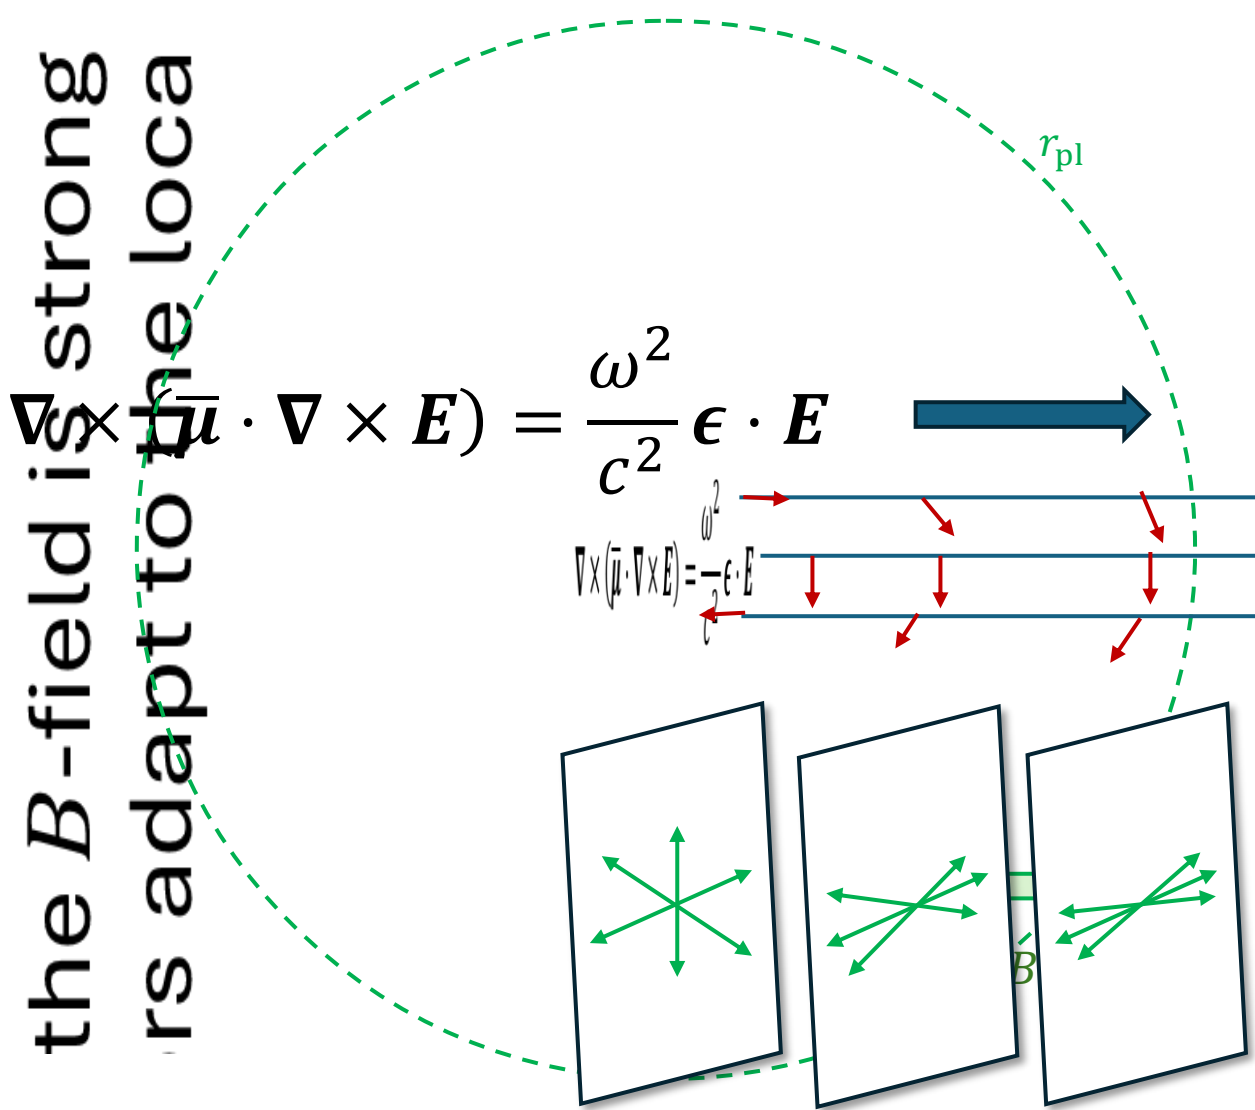 the B-field is strong
rs adapt to the loca
r_pl
∇ × (μ̅ · ∇ × E) = ω²/c² ϵ · E
∇ × (μ̅ · ∇ × E) = ω²/c² ϵ · E
B